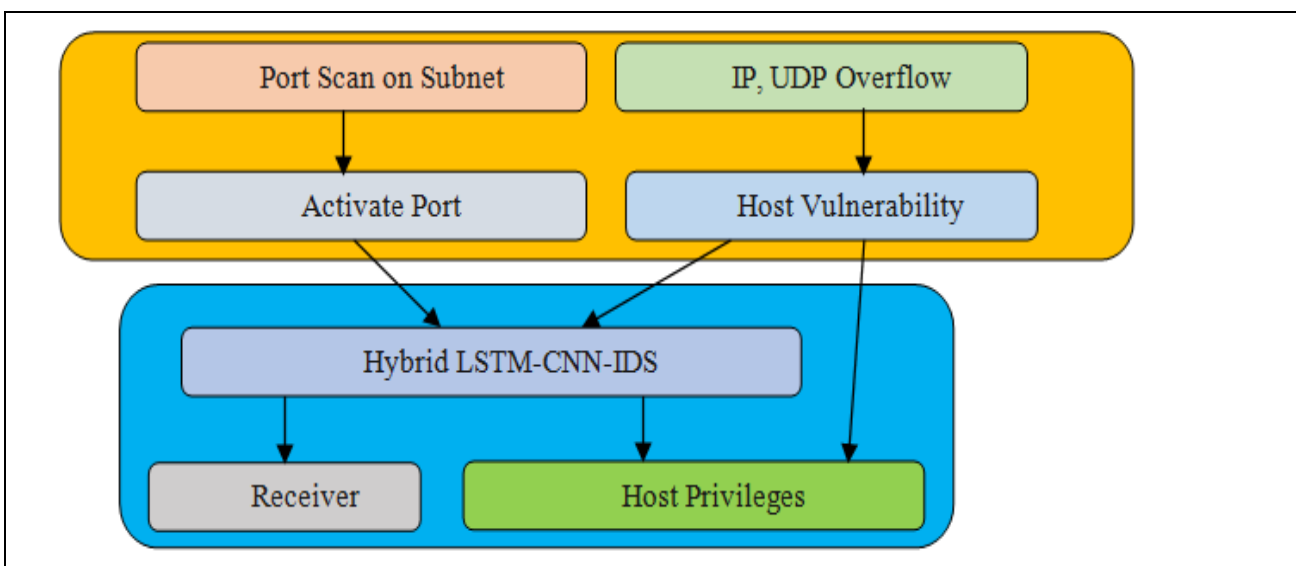 Port Scan on Subnet
IP, UDP Overflow
Activate Port
Host Vulnerability
Hybrid LSTM-CNN-IDS
Receiver
Host Privileges